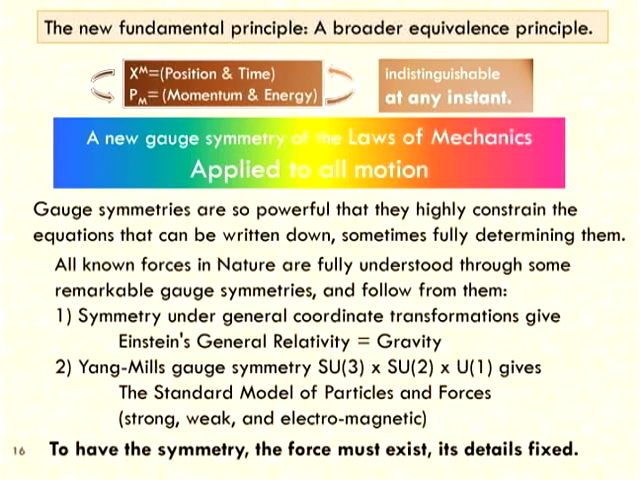 The new fundamental principle: A broader equivalence principle.
Xᴹ=(Position & Time)
Pᴍ= (Momentum & Energy)
indistinguishable
at any instant.
A new gauge symmetry of the Laws of Mechanics
Applied to all motion
Gauge symmetries are so powerful that they highly constrain the
equations that can be written down, sometimes fully determining them.
All known forces in Nature are fully understood through some
remarkable gauge symmetries, and follow from them:
1) Symmetry under general coordinate transformations give
Einstein's General Relativity = Gravity
2) Yang-Mills gauge symmetry SU(3) x SU(2) x U(1) gives
The Standard Model of Particles and Forces
(strong, weak, and electro-magnetic)
16 To have the symmetry, the force must exist, its details fixed.